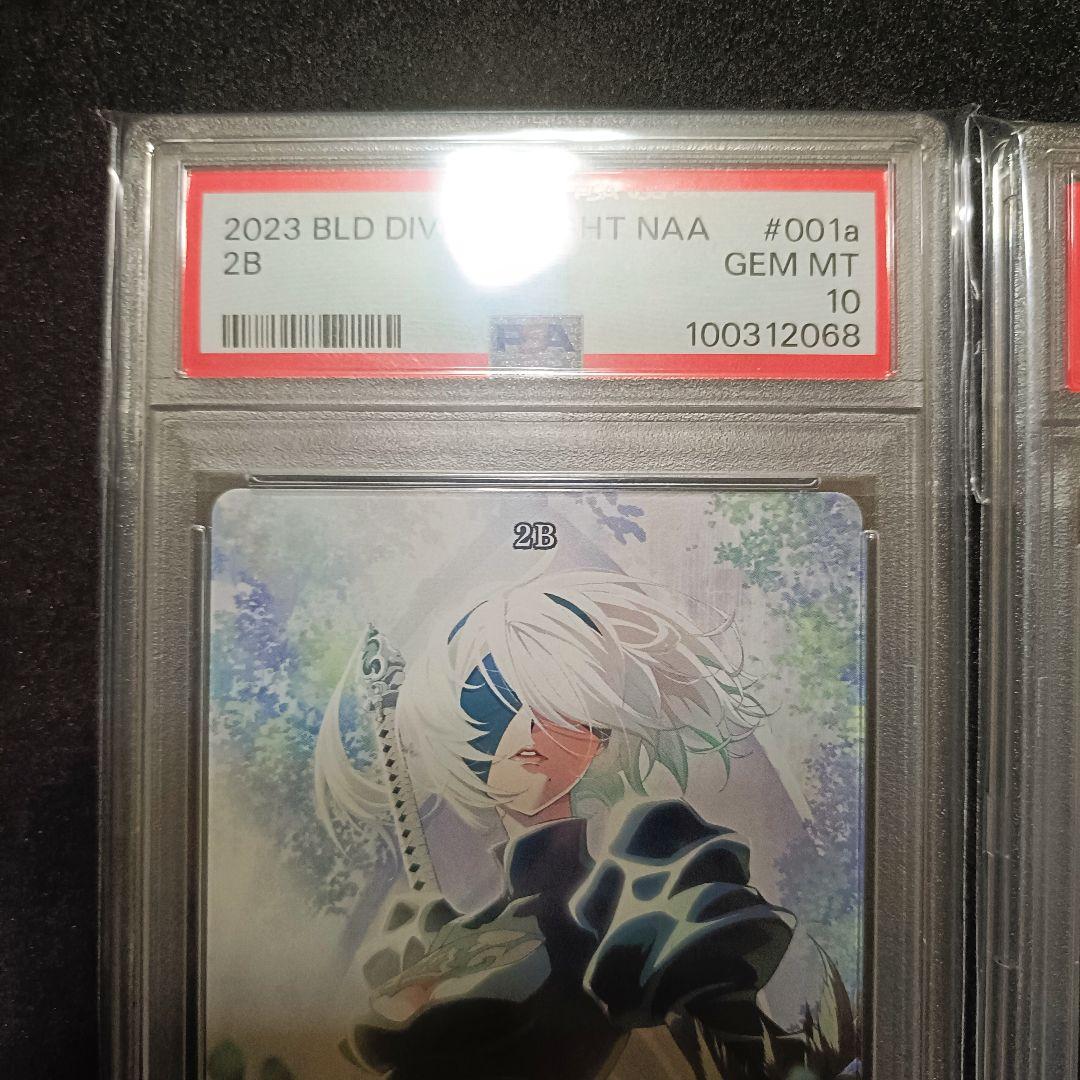 2023 BLD DIV HT NAA #001a
2B GEM MT
10
100312068
PSA
2B